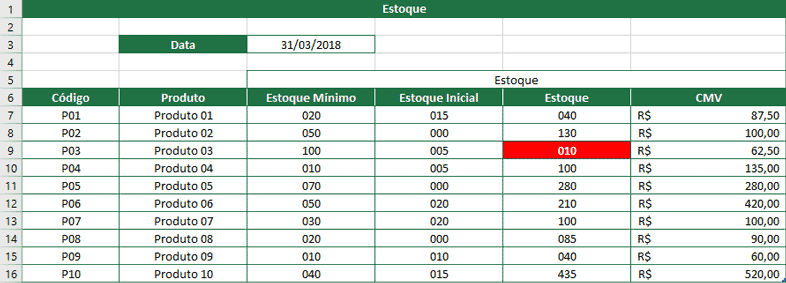 1 Estoque
2
3 Data 31/03/2018
4
5 Estoque
6 Código Produto Estoque Mínimo Estoque Inicial Estoque CMV
7 P01 Produto 01 020 015 040 R$ 87,50
8 P02 Produto 02 050 000 130 R$ 100,00
9 P03 Produto 03 100 005 010 R$ 62,50
10 P04 Produto 04 010 005 100 R$ 135,00
11 P05 Produto 05 070 000 280 R$ 280,00
12 P06 Produto 06 050 020 210 R$ 420,00
13 P07 Produto 07 030 020 100 R$ 100,00
14 P08 Produto 08 020 000 085 R$ 90,00
15 P09 Produto 09 010 010 040 R$ 60,00
16 P10 Produto 10 040 015 435 R$ 520,00